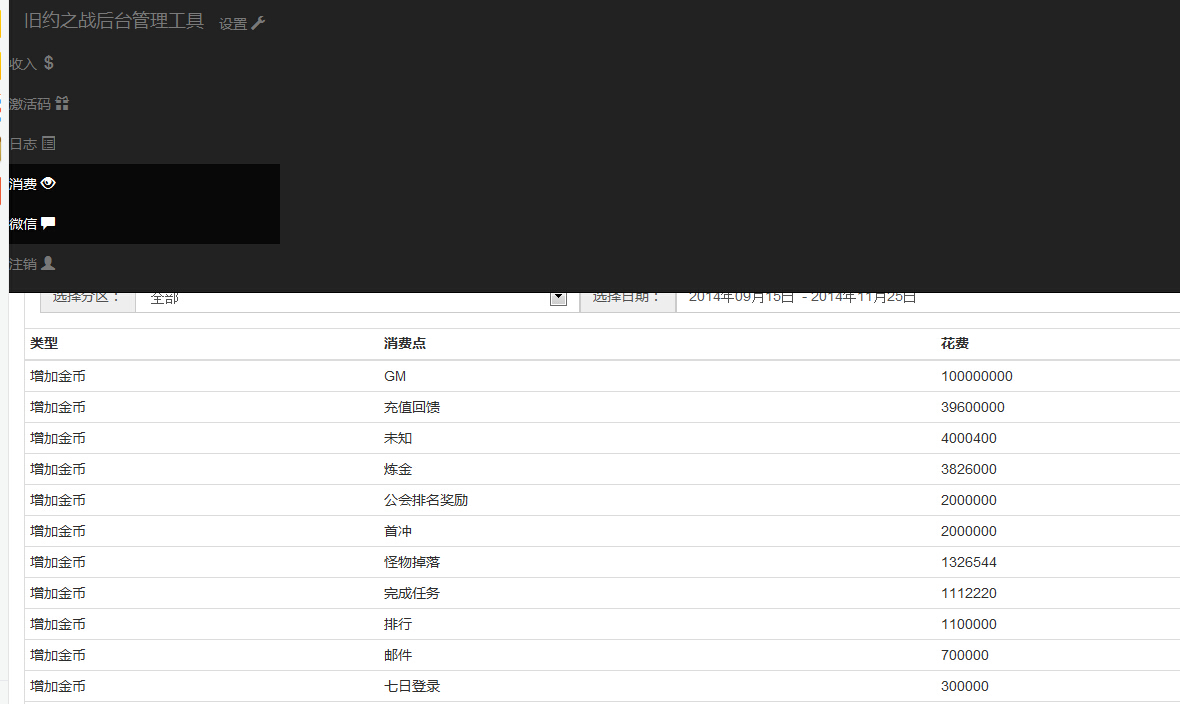 旧约之战后台管理工具 设置
收入
激活码
日志
消费
微信
注销
选择分区： 全部 选择日期： 2014年09月15日 - 2014年11月25日
类型 消费点 花费
增加金币 GM 100000000
增加金币 充值回馈 39600000
增加金币 未知 4000400
增加金币 炼金 3826000
增加金币 公会排名奖励 2000000
增加金币 首冲 2000000
增加金币 怪物掉落 1326544
增加金币 完成任务 1112220
增加金币 排行 1100000
增加金币 邮件 700000
增加金币 七日登录 300000